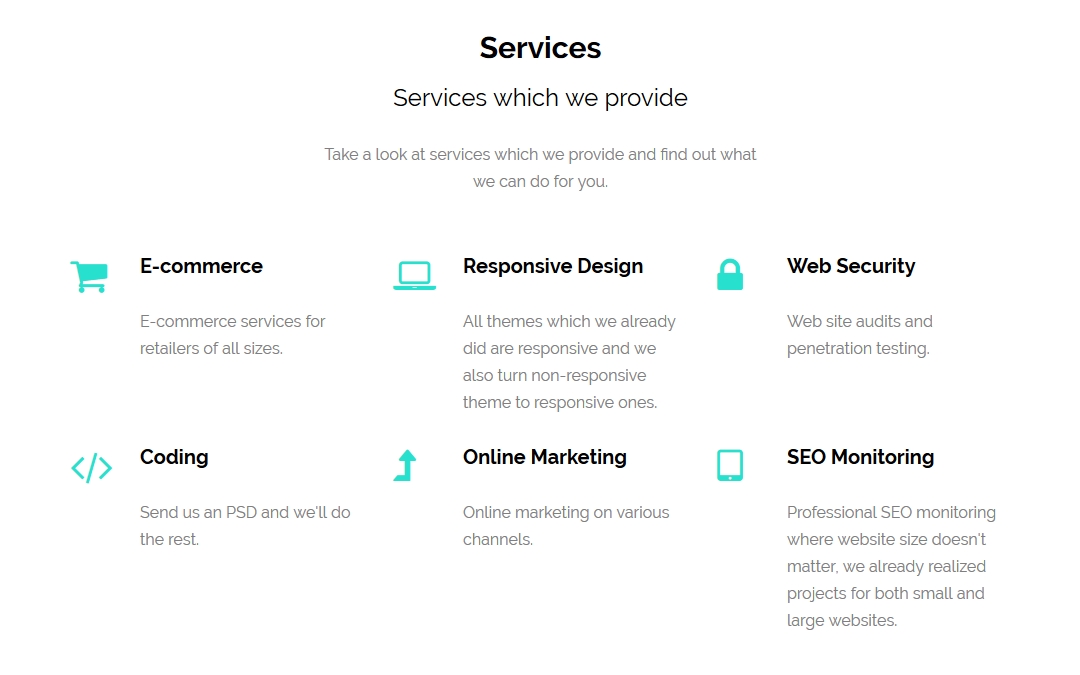 Services
Services which we provide
Take a look at services which we provide and find out what
we can do for you.
E-commerce
E-commerce services for
retailers of all sizes.
Responsive Design
All themes which we already
did are responsive and we
also turn non-responsive
theme to responsive ones.
Web Security
Web site audits and
penetration testing.
Coding
Send us an PSD and we'll do
the rest.
Online Marketing
Online marketing on various
channels.
SEO Monitoring
Professional SEO monitoring
where website size doesn't
matter, we already realized
projects for both small and
large websites.